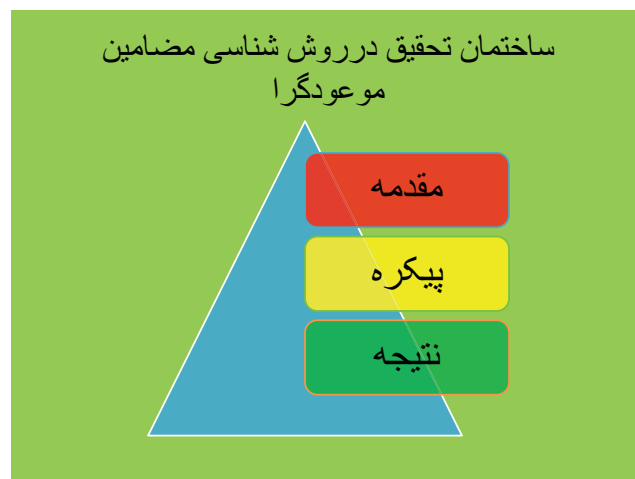 ساختمان تحقیق درروش شناسی مضامین
موعودگرا
مقدمه
پیکره
نتیجه